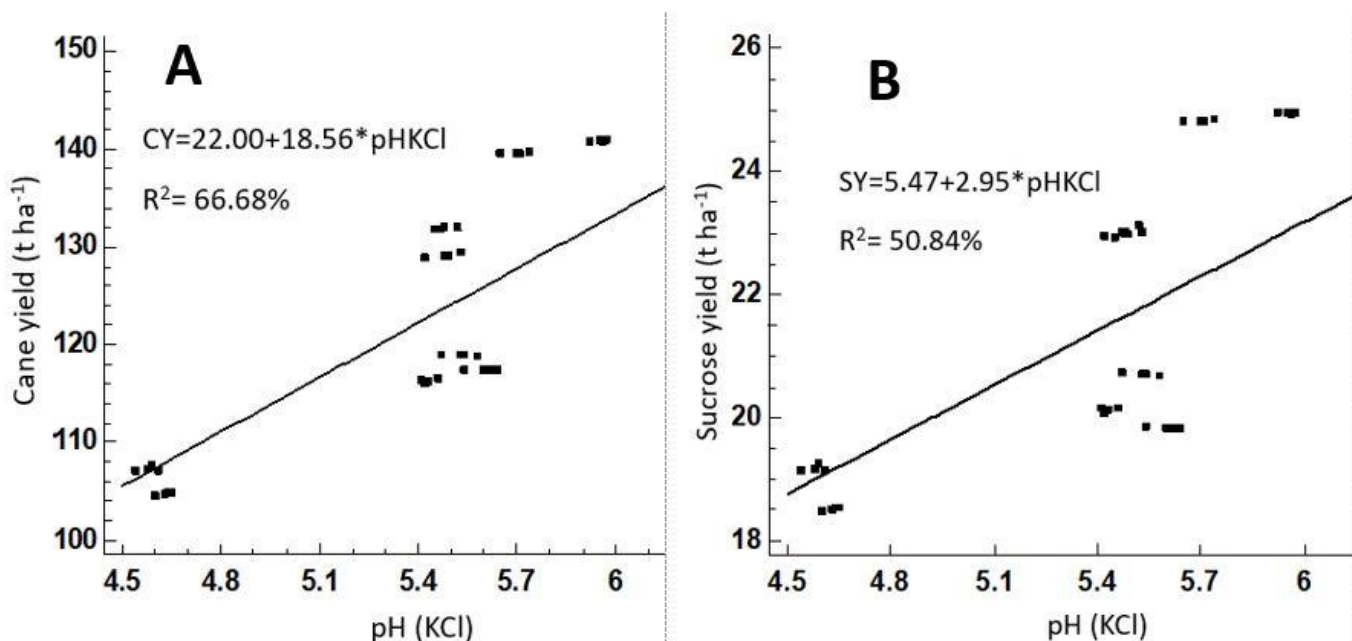 A
CY=22.00+18.56*pHKCl
R²= 66.68%
Cane yield (t ha⁻¹)
150
140
130
120
110
100
4.5 4.8 5.1 5.4 5.7 6
pH (KCl)
B
SY=5.47+2.95*pHKCl
R²= 50.84%
Sucrose yield (t ha⁻¹)
26
24
22
20
18
4.5 4.8 5.1 5.4 5.7 6
pH (KCl)